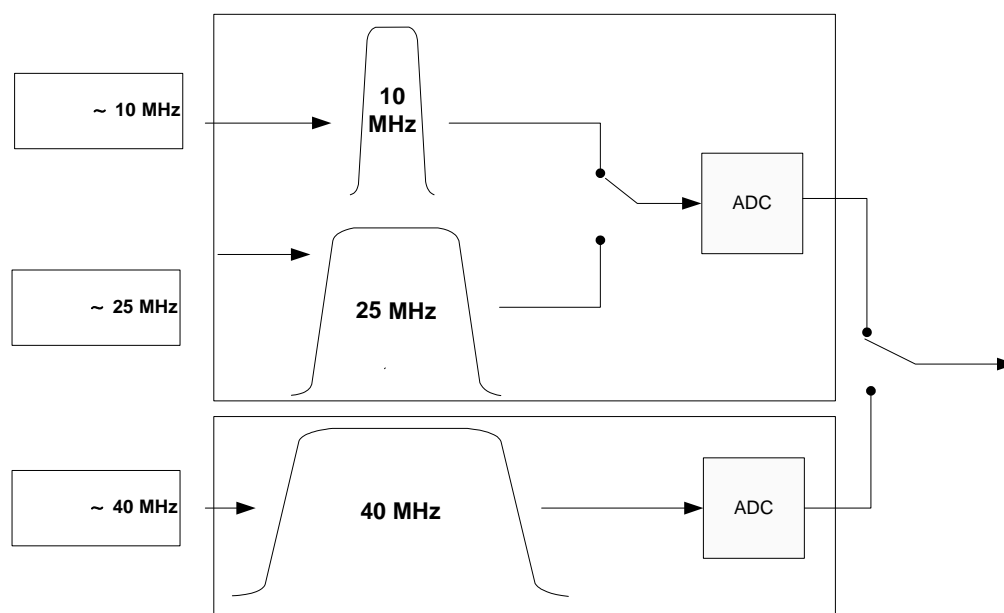 ~ 10 MHz
10
MHz
ADC
~ 25 MHz
25 MHz
~ 40 MHz
40 MHz
ADC